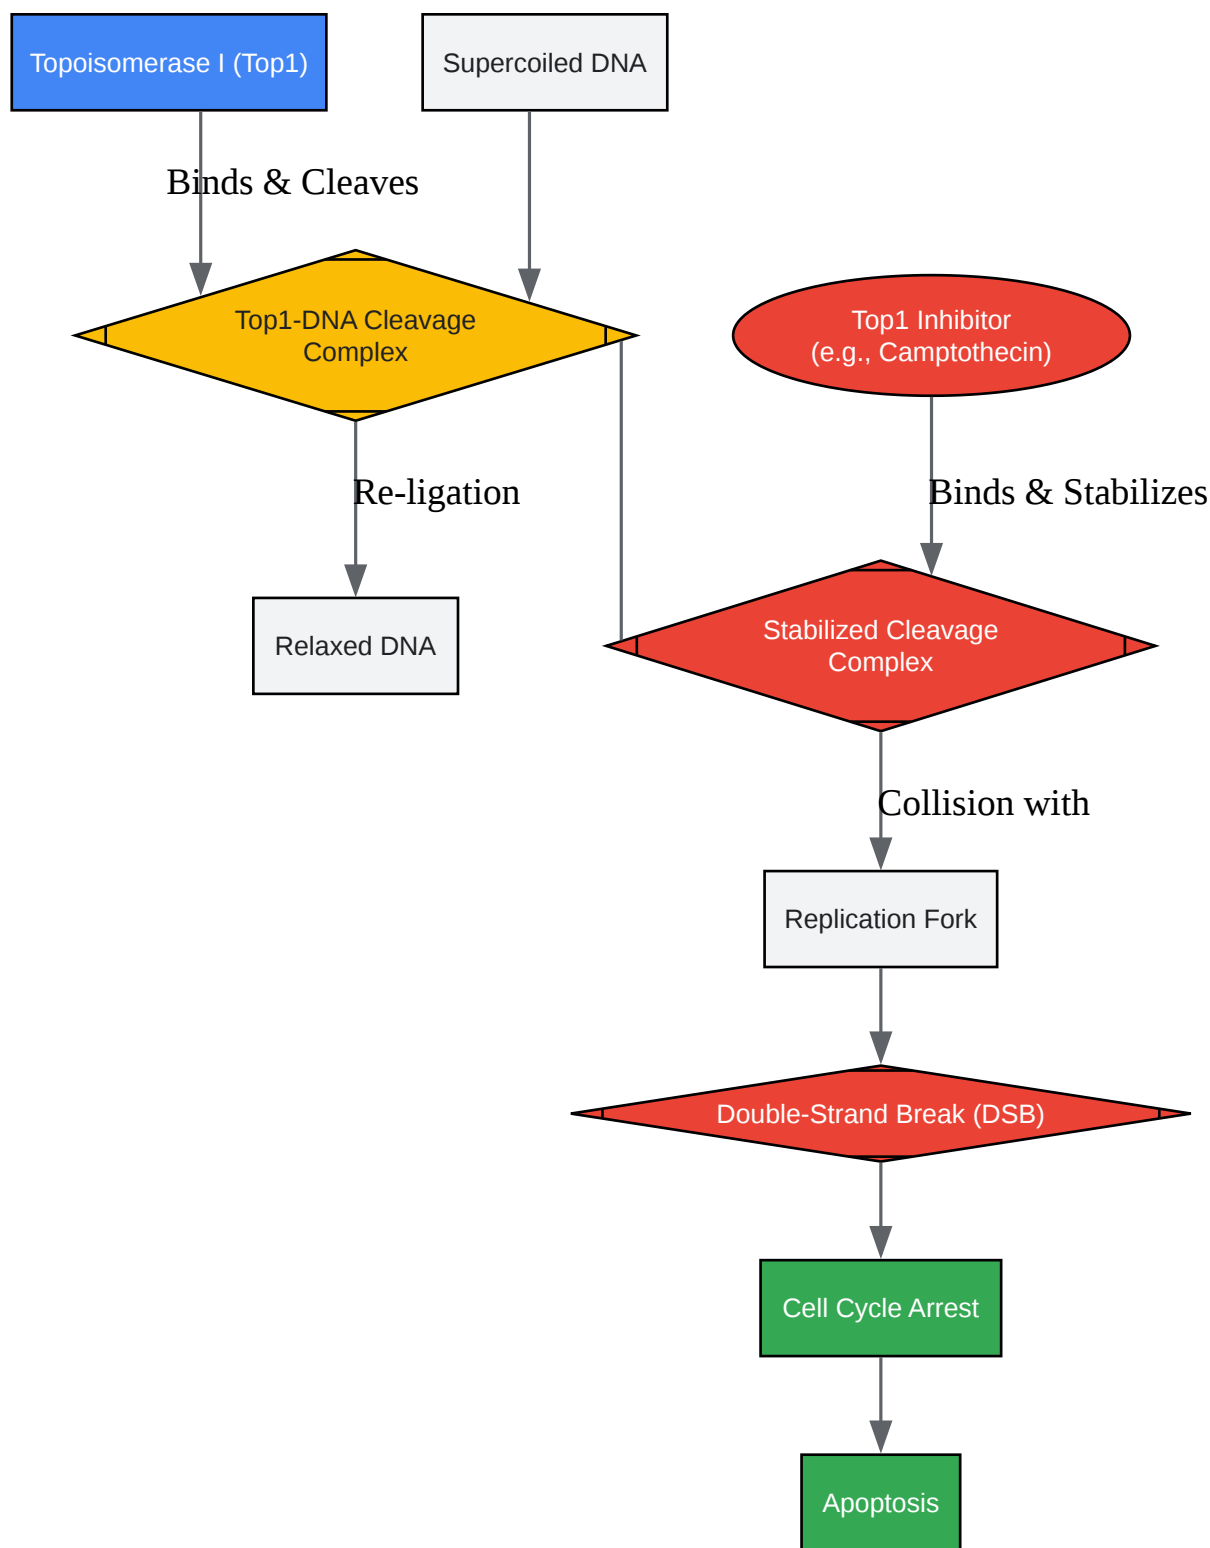 Topoisomerase I (Top1)
Supercoiled DNA
Binds & Cleaves
Top1-DNA Cleavage
Complex
Top1 Inhibitor
(e.g., Camptothecin)
Re-ligation
Binds & Stabilizes
Relaxed DNA
Stabilized Cleavage
Complex
Collision with
Replication Fork
Double-Strand Break (DSB)
Cell Cycle Arrest
Apoptosis